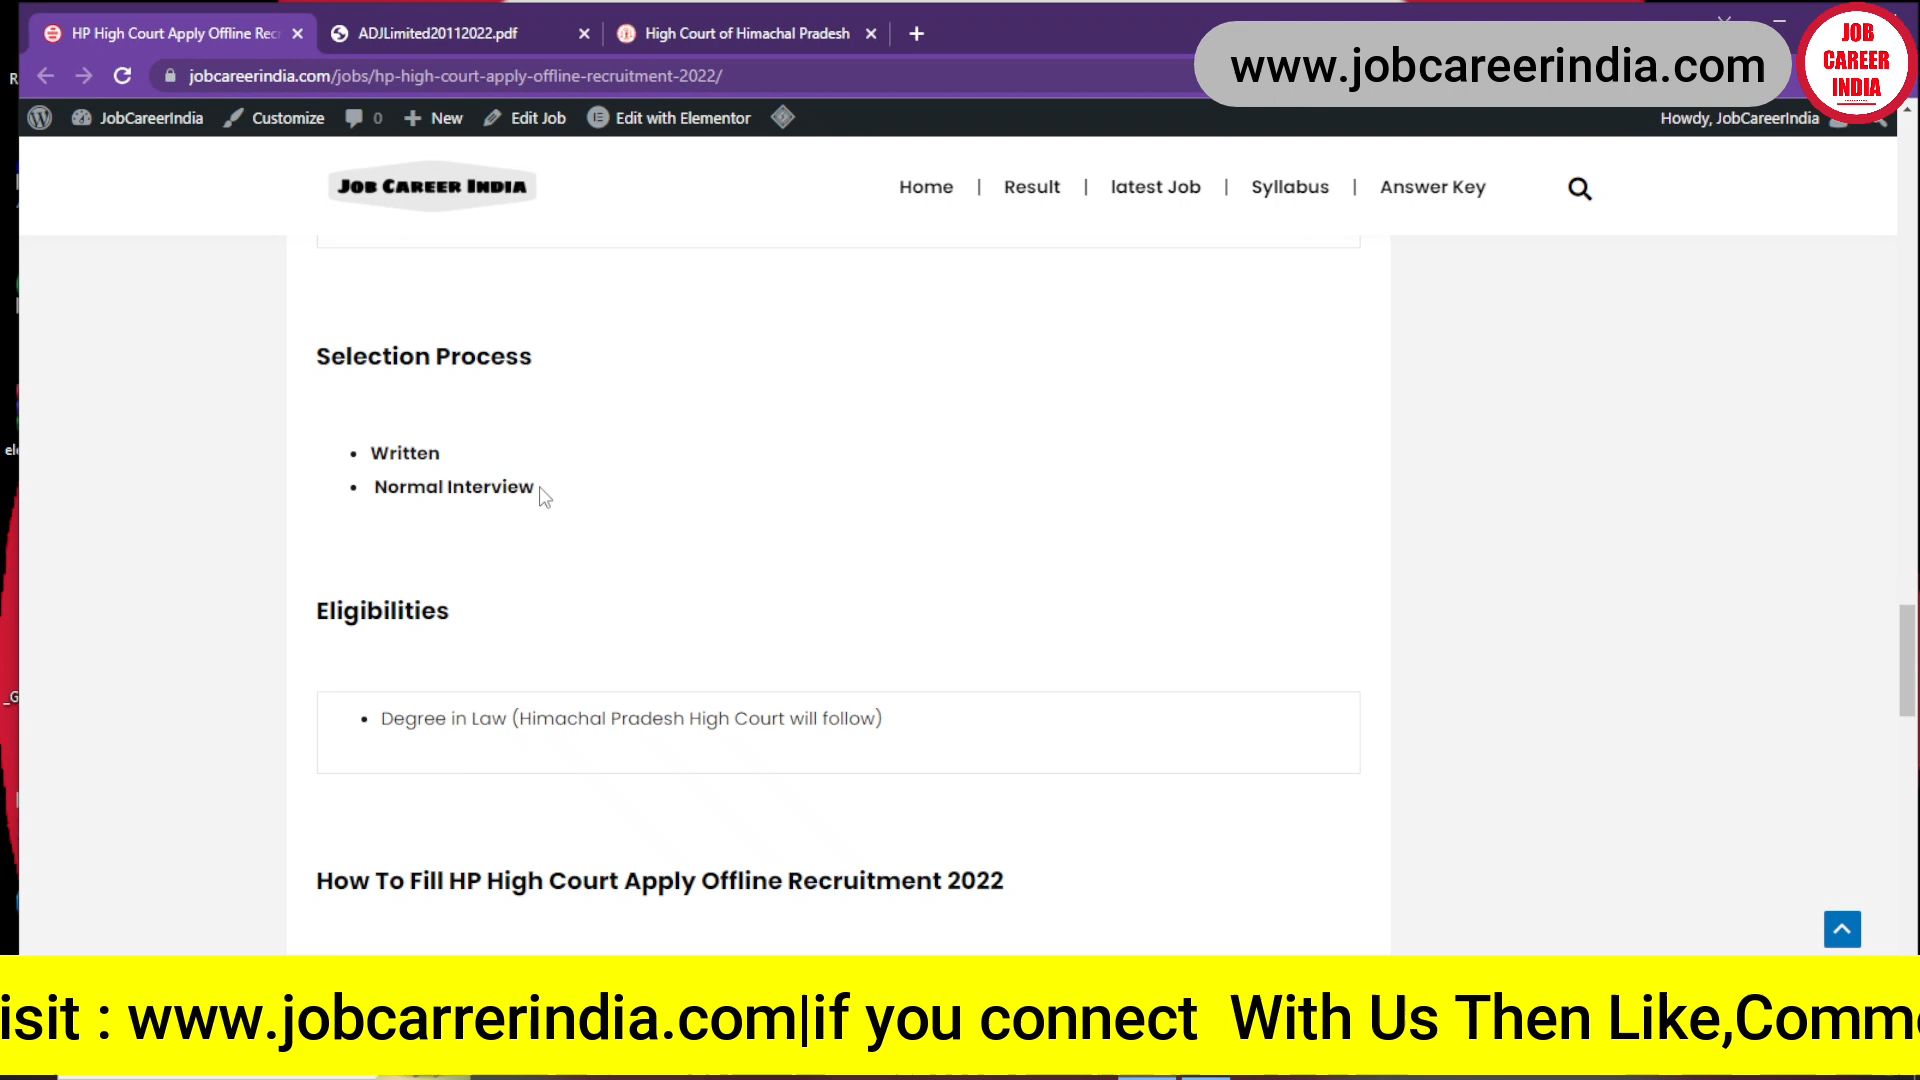 HP High Court Apply Offline Rec
ADJLimited20112022.pdf
High Court of Himachal Pradesh
www.jobcareerindia.com
JOB
CAREER
INDIA
jobcareerindia.com/jobs/hp-high-court-apply-offline-recruitment-2022/
JobCareerIndia
Customize
0
New
Edit Job
Edit with Elementor
Howdy, JobCareerIndia
JOB CAREER INDIA
Home | Result | latest Job | Syllabus | Answer Key
Selection Process
• Written
• Normal Interview
Eligibilities
• Degree in Law (Himachal Pradesh High Court will follow)
How To Fill HP High Court Apply Offline Recruitment 2022
isit : www.jobcarrerindia.com|if you connect With Us Then Like,Comm